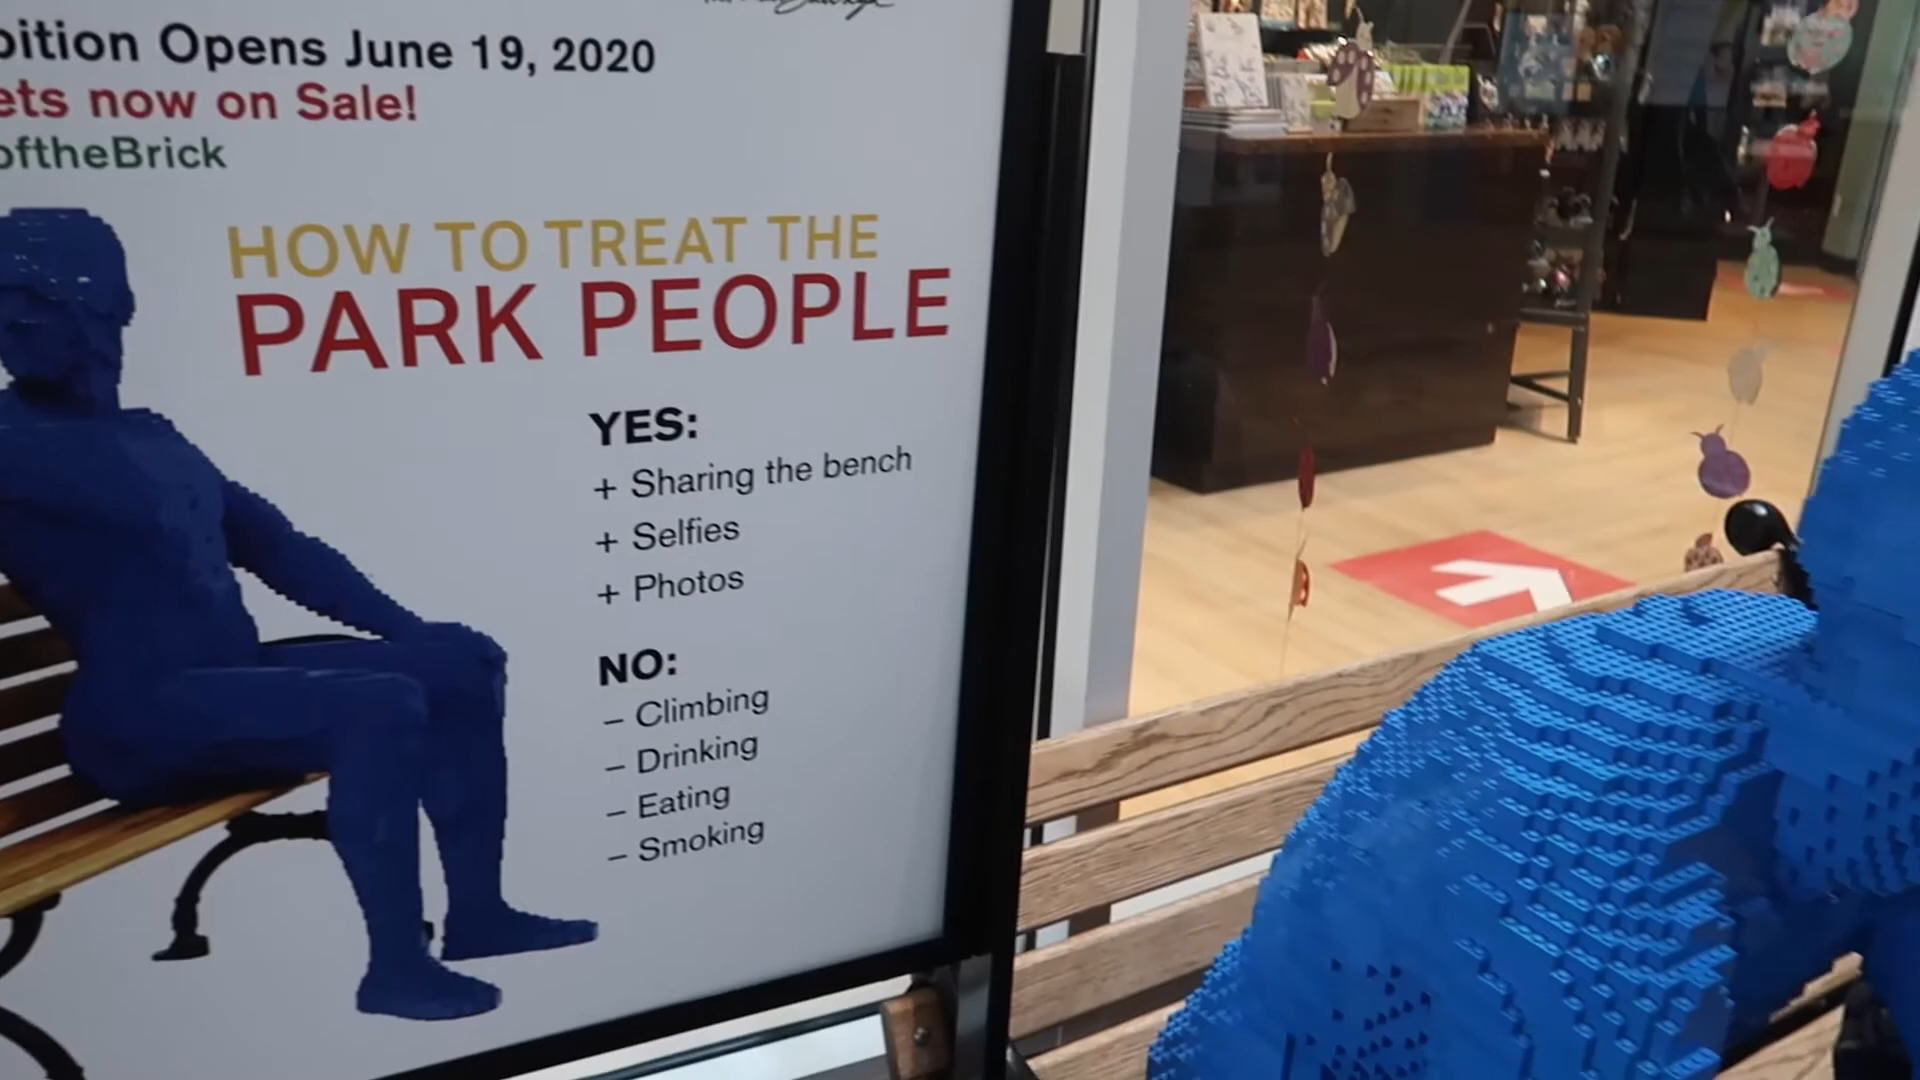 bition Opens June 19, 2020
ets now on Sale!
oftheBrick
HOW TO TREAT THE
PARK PEOPLE
YES:
+ Sharing the bench
+ Selfies
+ Photos
NO:
– Climbing
– Drinking
– Eating
– Smoking